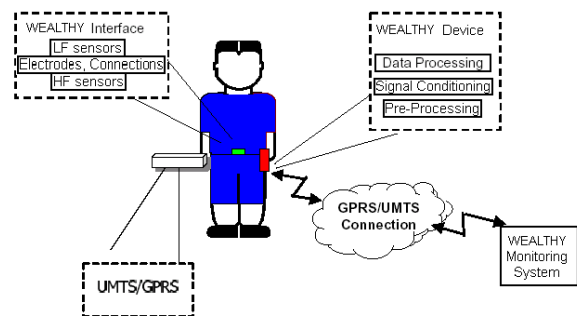 WEALTHY Interface
LF sensors
Electrodes, Connections
HF sensors
WEALTHY Device
Data Processing
Signal Conditioning
Pre-Processing
GPRS/UMTS
Connection
WEALTHY
Monitoring
System
UMTS/GPRS